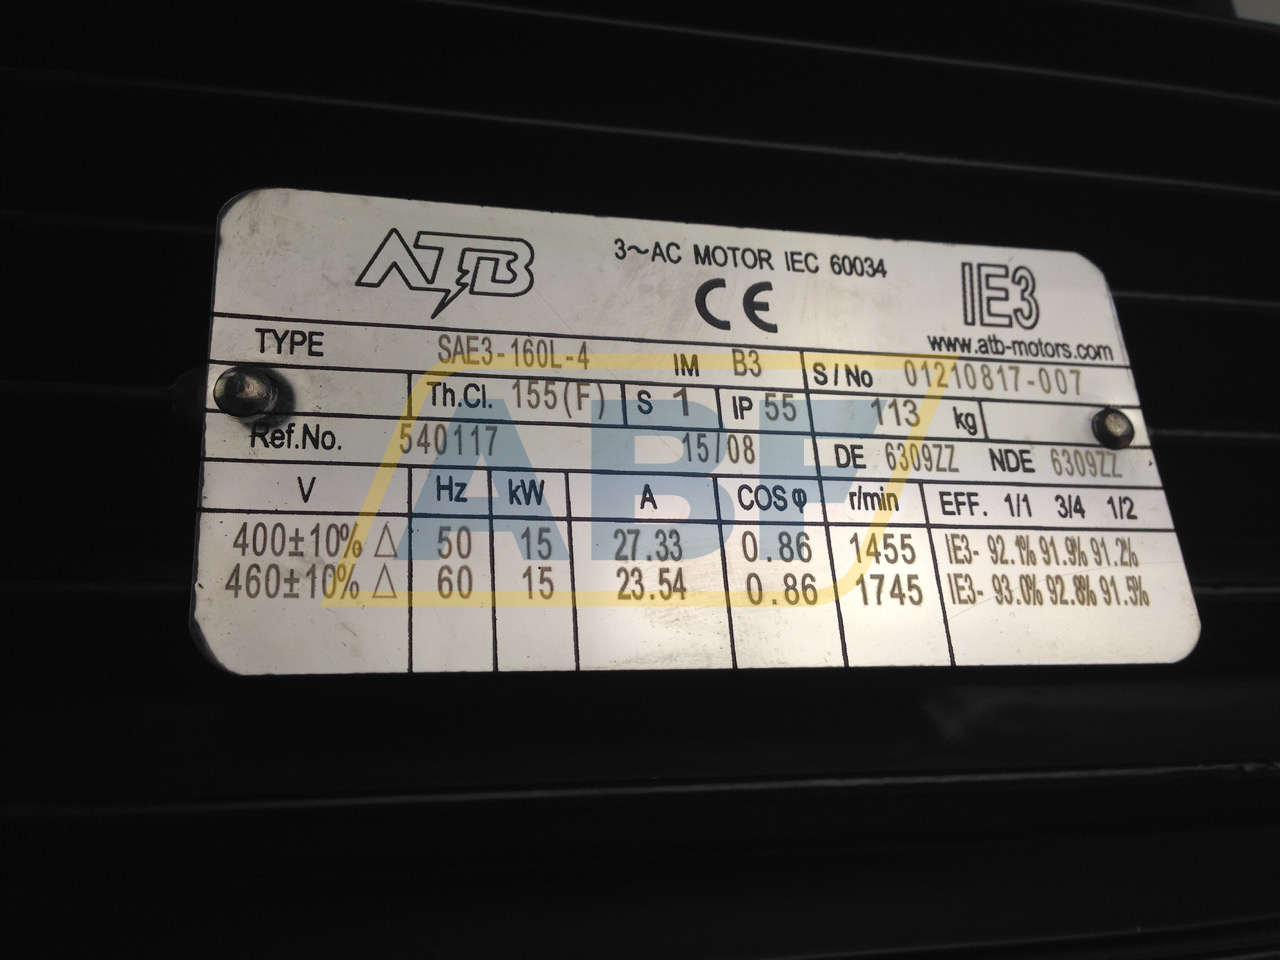 ATB
3~AC MOTOR IEC 60034
CE
IE3
www.atb-motors.com
TYPE SAE3-160L-4 IM B3 S/No 01210817-007
Th.Cl. 155(F) S 1 IP 55 113 kg
Ref.No. 540117 15/08 DE 6309ZZ NDE 6309ZZ
V Hz kW A COS φ r/min EFF. 1/1 3/4 1/2
400±10% △ 50 15 27.33 0.86 1455 IE3- 92.1% 91.9% 91.2%
460±10% △ 60 15 23.54 0.86 1745 IE3- 93.0% 92.8% 91.5%
ABF